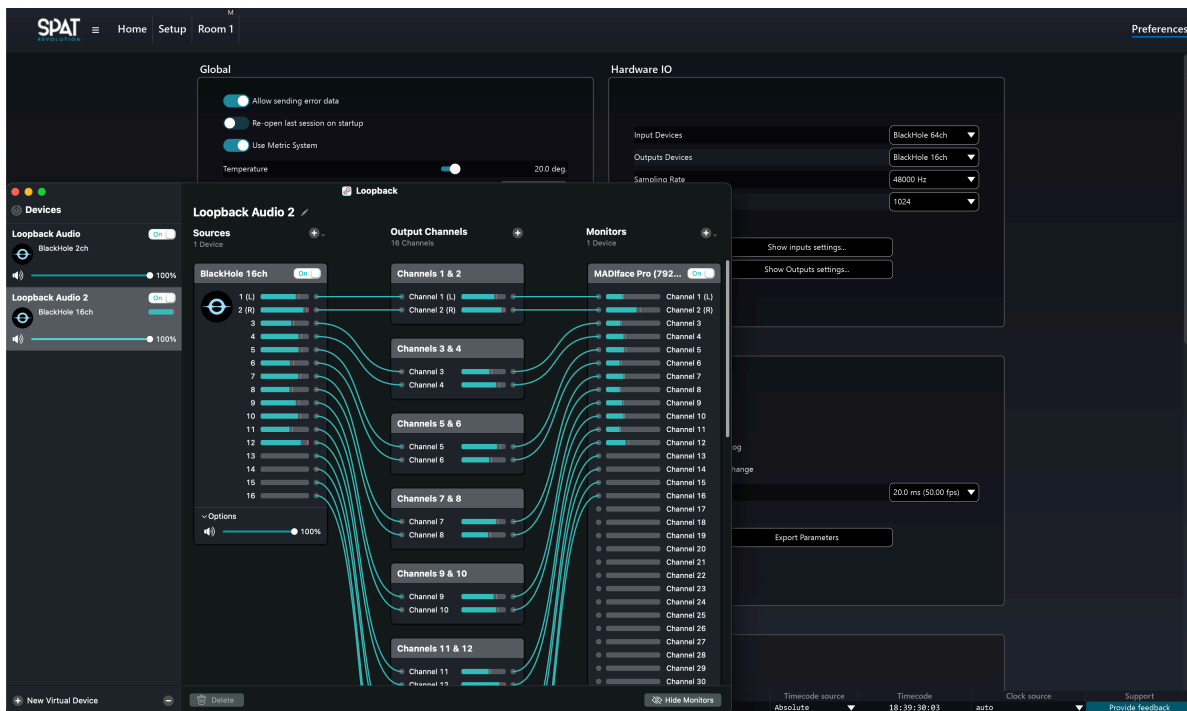 M
SPAT
REVOLUTION
Home
Setup
Room 1
Preferences
Global
Allow sending error data
Re-open last session on startup
Use Metric System
Temperature
20.0 deg.
Hardware IO
Input Devices
BlackHole 64ch
Outputs Devices
BlackHole 16ch
Sampling Rate
48000 Hz
1024
Show inputs settings...
Show Outputs settings...
og
hange
20.0 ms (50.00 fps)
Export Parameters
Timecode source
Absolute
Timecode
18:39:30:03
Clock source
auto
Support
Provide feedback
Loopback
Devices
Loopback Audio
On
BlackHole 2ch
100%
Loopback Audio 2
On
BlackHole 16ch
100%
New Virtual Device
Loopback Audio 2
Sources
1 Device
BlackHole 16ch
On
1 (L)
2 (R)
3
4
5
6
7
8
9
10
11
12
13
14
15
16
Options
100%
Delete
Output Channels
16 Channels
Channels 1 & 2
Channel 1 (L)
Channel 2 (R)
Channels 3 & 4
Channel 3
Channel 4
Channels 5 & 6
Channel 5
Channel 6
Channels 7 & 8
Channel 7
Channel 8
Channels 9 & 10
Channel 9
Channel 10
Channels 11 & 12
Channel 11
Channel 12
Monitors
1 Device
MADIface Pro (792...
On
Channel 1 (L)
Channel 2 (R)
Channel 3
Channel 4
Channel 5
Channel 6
Channel 7
Channel 8
Channel 9
Channel 10
Channel 11
Channel 12
Channel 13
Channel 14
Channel 15
Channel 16
Channel 17
Channel 18
Channel 19
Channel 20
Channel 21
Channel 22
Channel 23
Channel 24
Channel 25
Channel 26
Channel 27
Channel 28
Channel 29
Channel 30
Hide Monitors